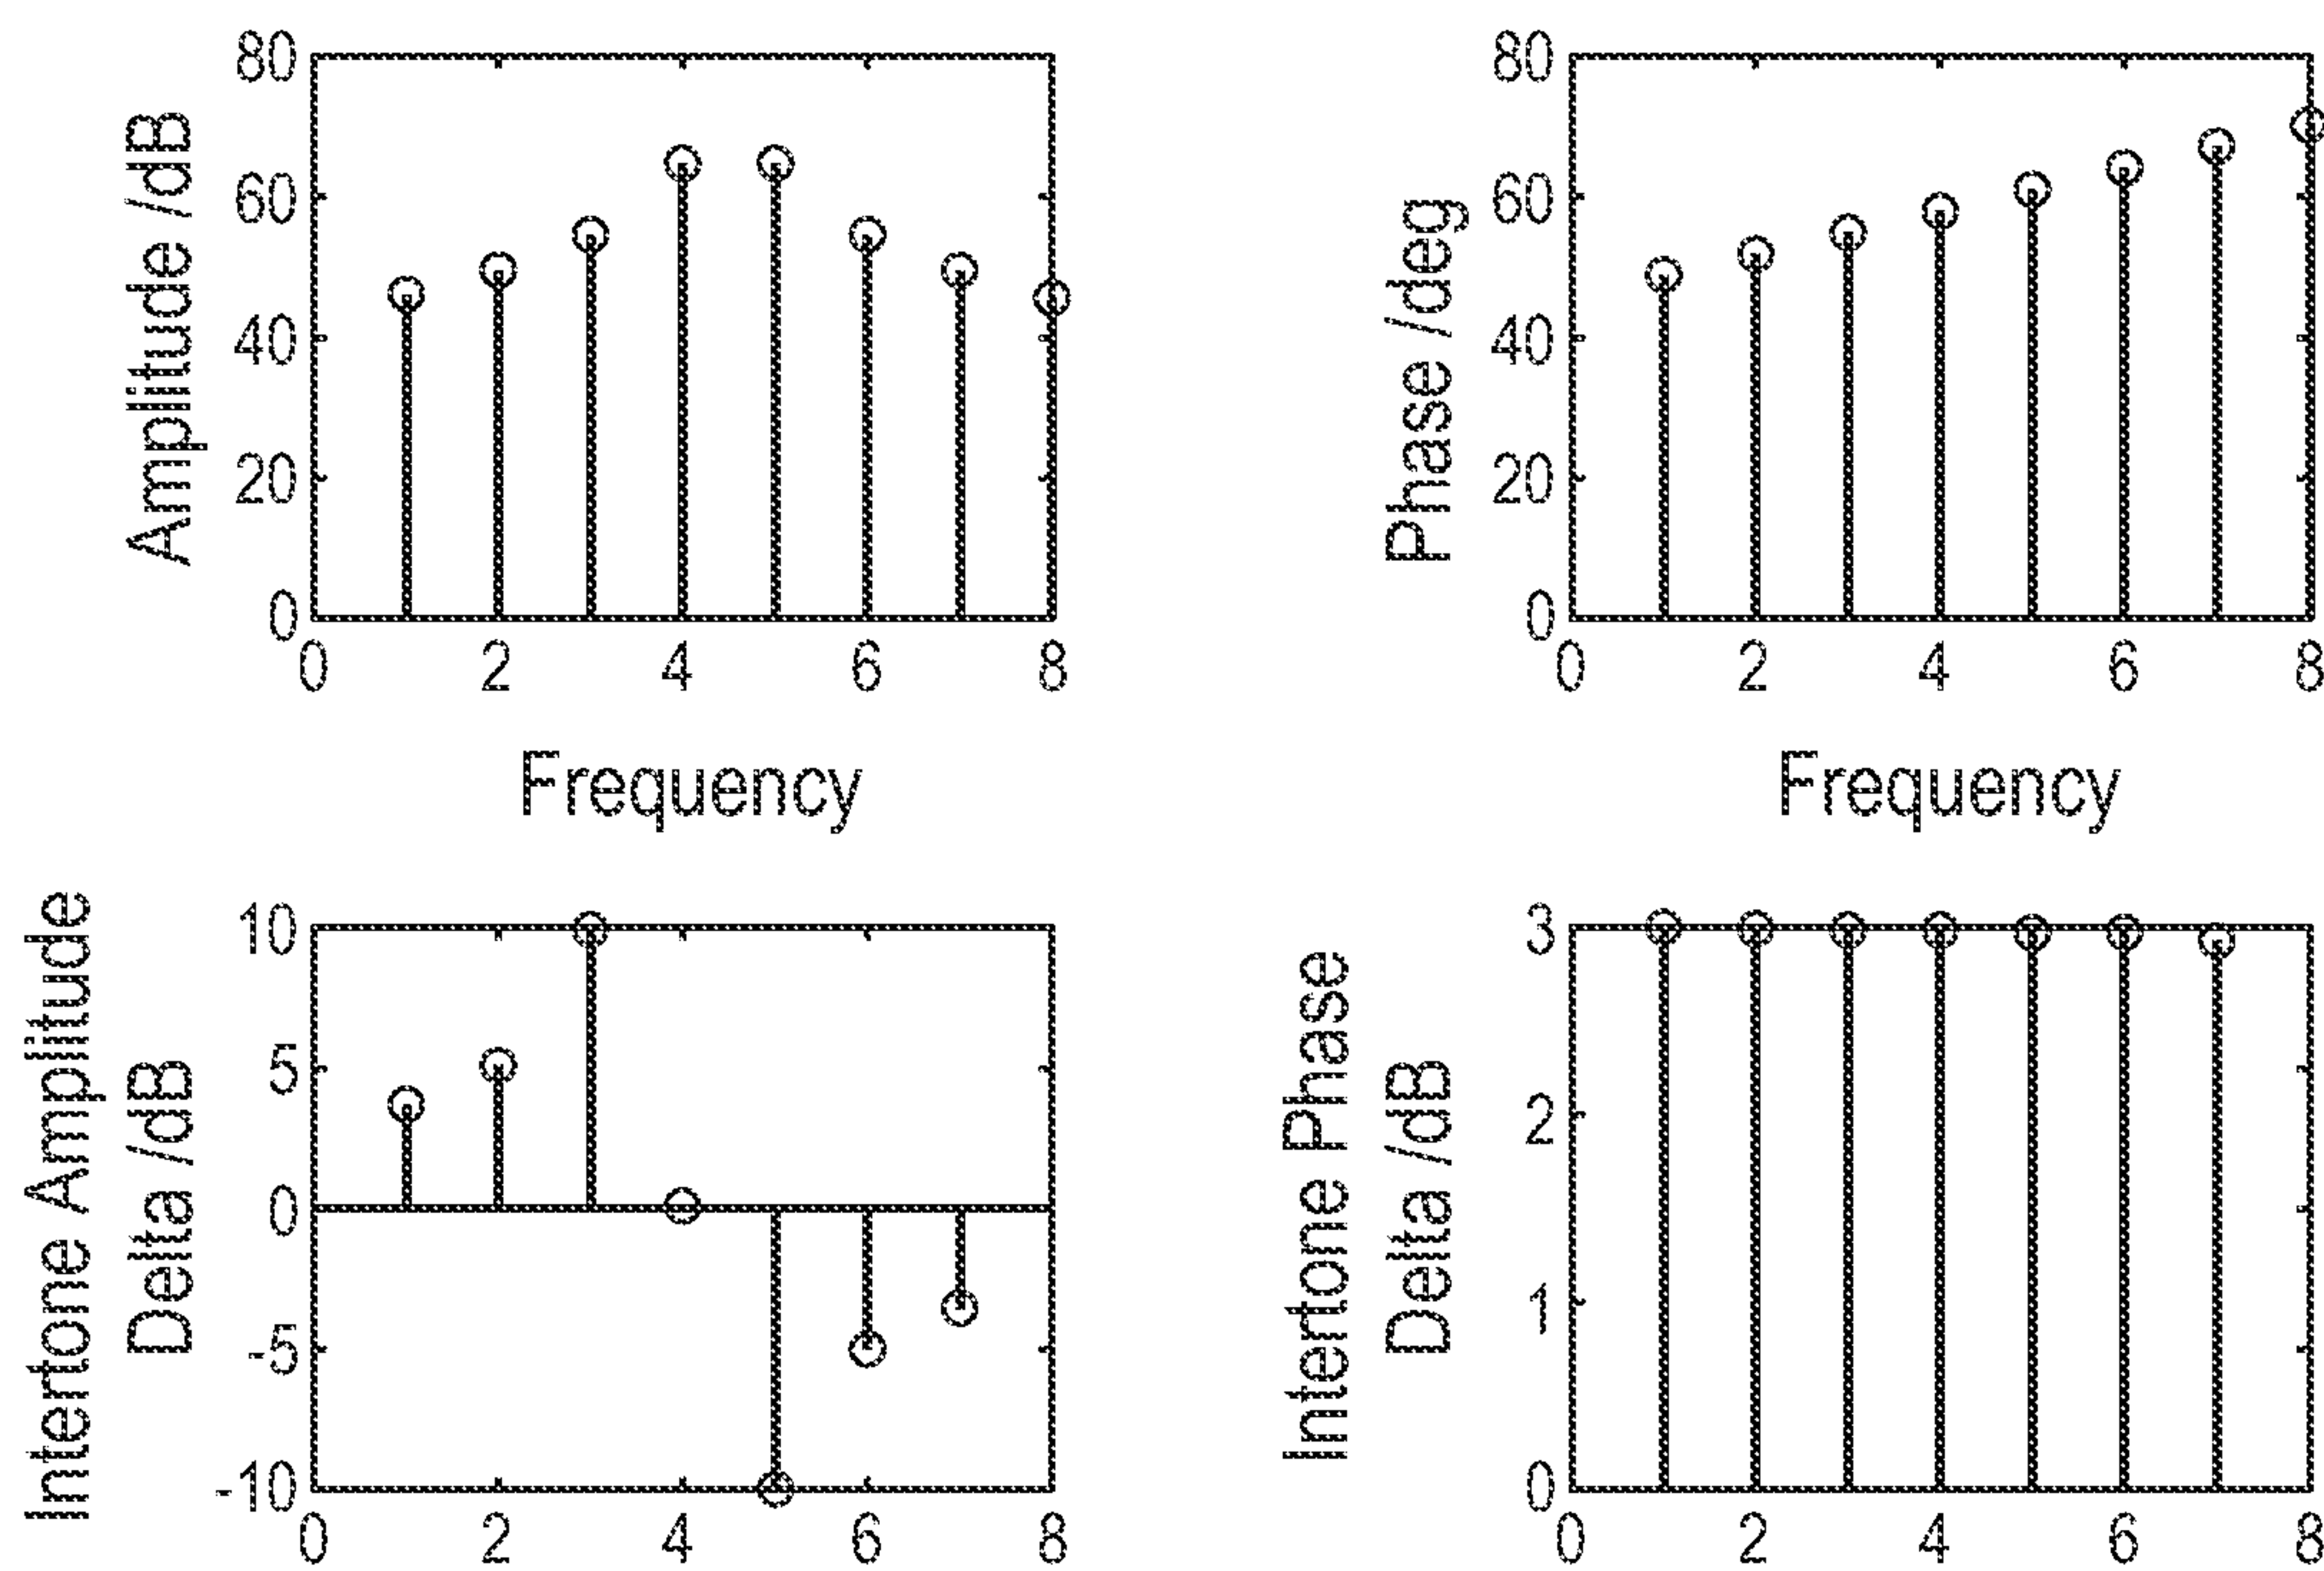 80
60
40
20
0
Amplitude /dB
0 2 4 6 8
Frequency
80
60
40
20
0
Phase /deg
0 2 4 6 8
Frequency
10
5
0
-5
-10
Intertone Amplitude
Delta /dB
0 2 4 6 8
3
2
1
0
Intertone Phase
Delta /dB
0 2 4 6 8